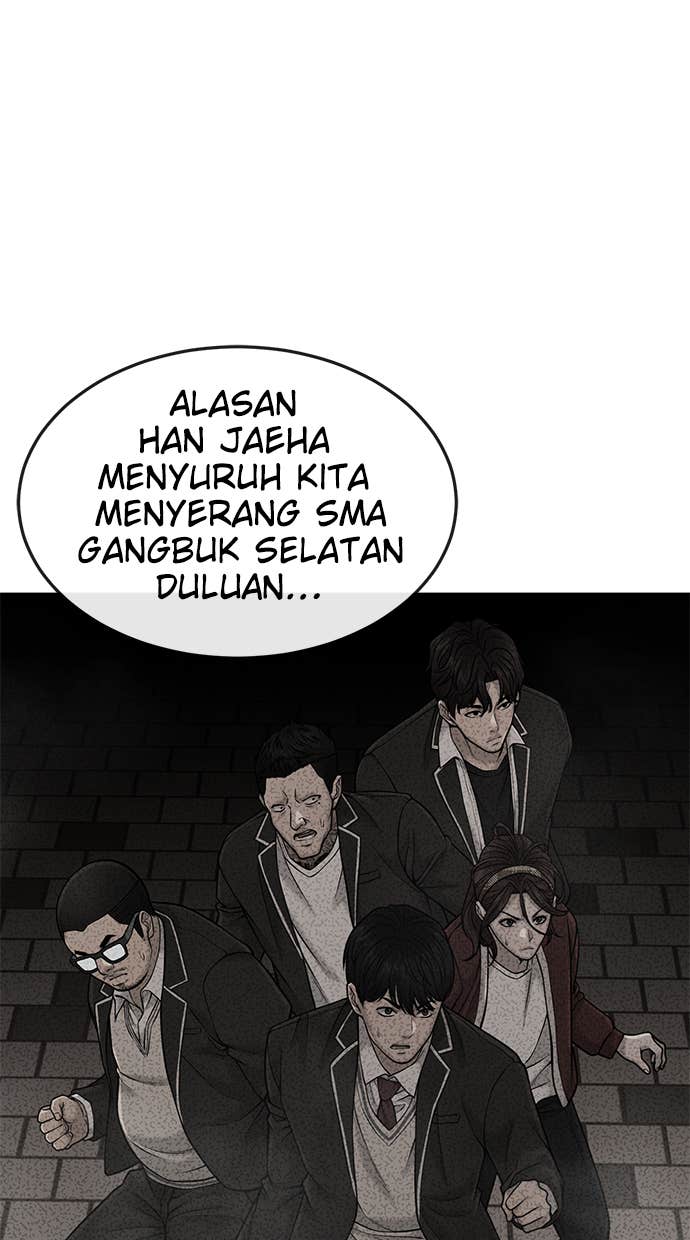 ALASAN
HAN JAEHA
MENYURUH KITA
MENYERANG SMA
GANGBUK SELATAN
DULUAN...